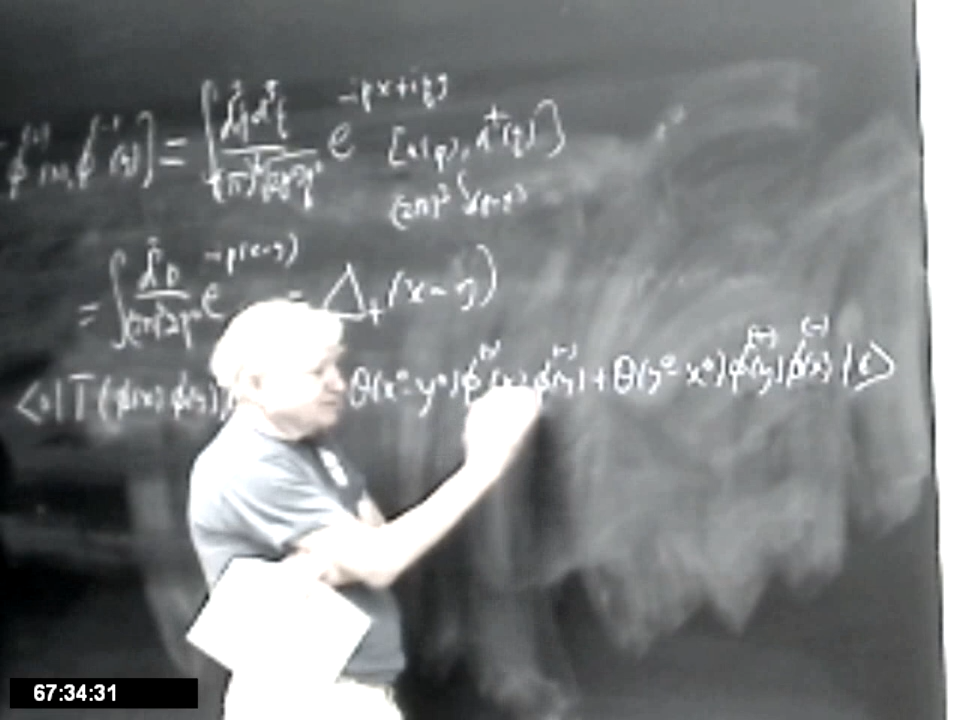 φ(x), φ⁽⁻⁾(y)] = ∫ d³p d³q / (2π)⁶ √2p⁰2q⁰ e^{-ipx+iqy} [a(p), a⁺(q)]
(2π)³ δ(p-q)
= ∫ d³p / (2π)³2p⁰ e^{-ip(x-y)} = Δ₊(x-y)
<0|T(φ(x)φ(y)) θ(x⁰-y⁰)φ(x)φ⁽⁻⁾(y) + θ(y⁰-x⁰)φ(y)φ⁽⁻⁾(x)|0>
67:34:31